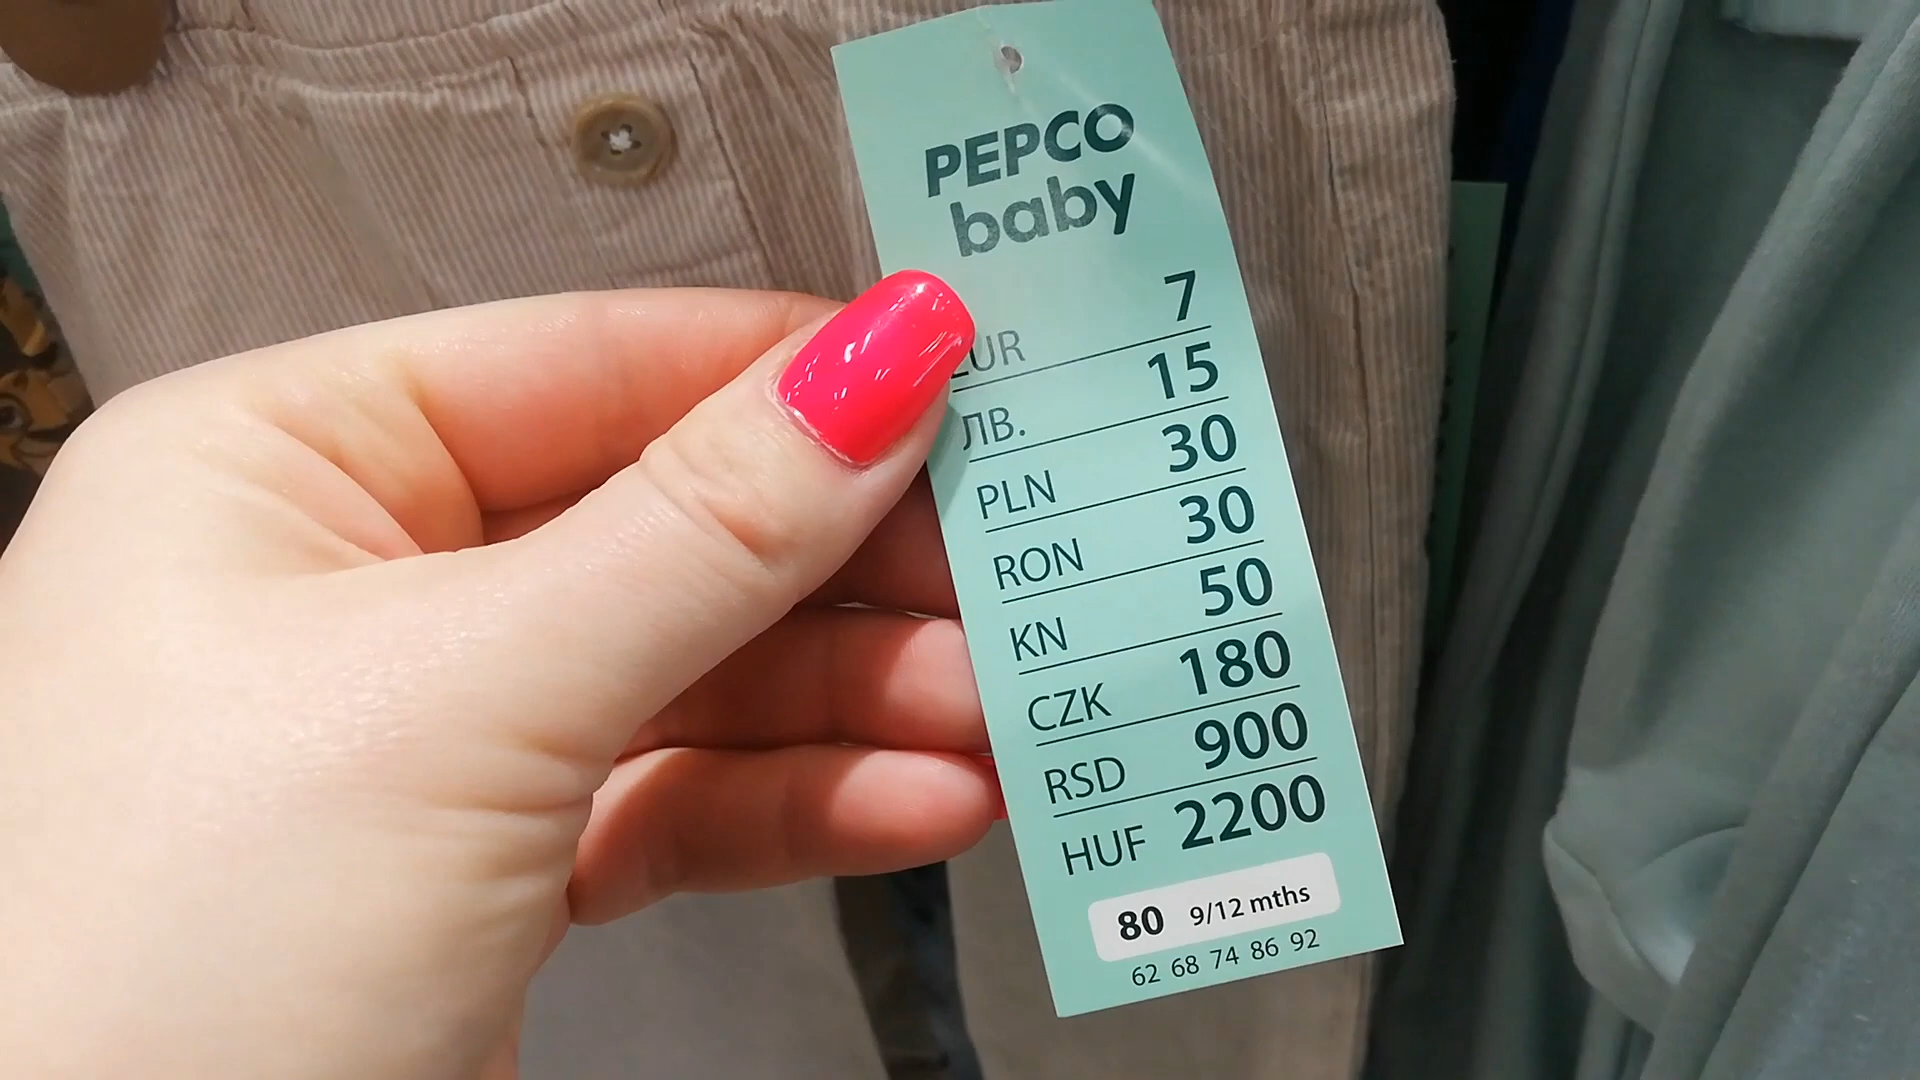 PEPCO
baby
EUR 7
ЛВ. 15
PLN 30
RON 30
KN 50
CZK 180
RSD 900
HUF 2200
80 9/12 mths
62 68 74 86 92